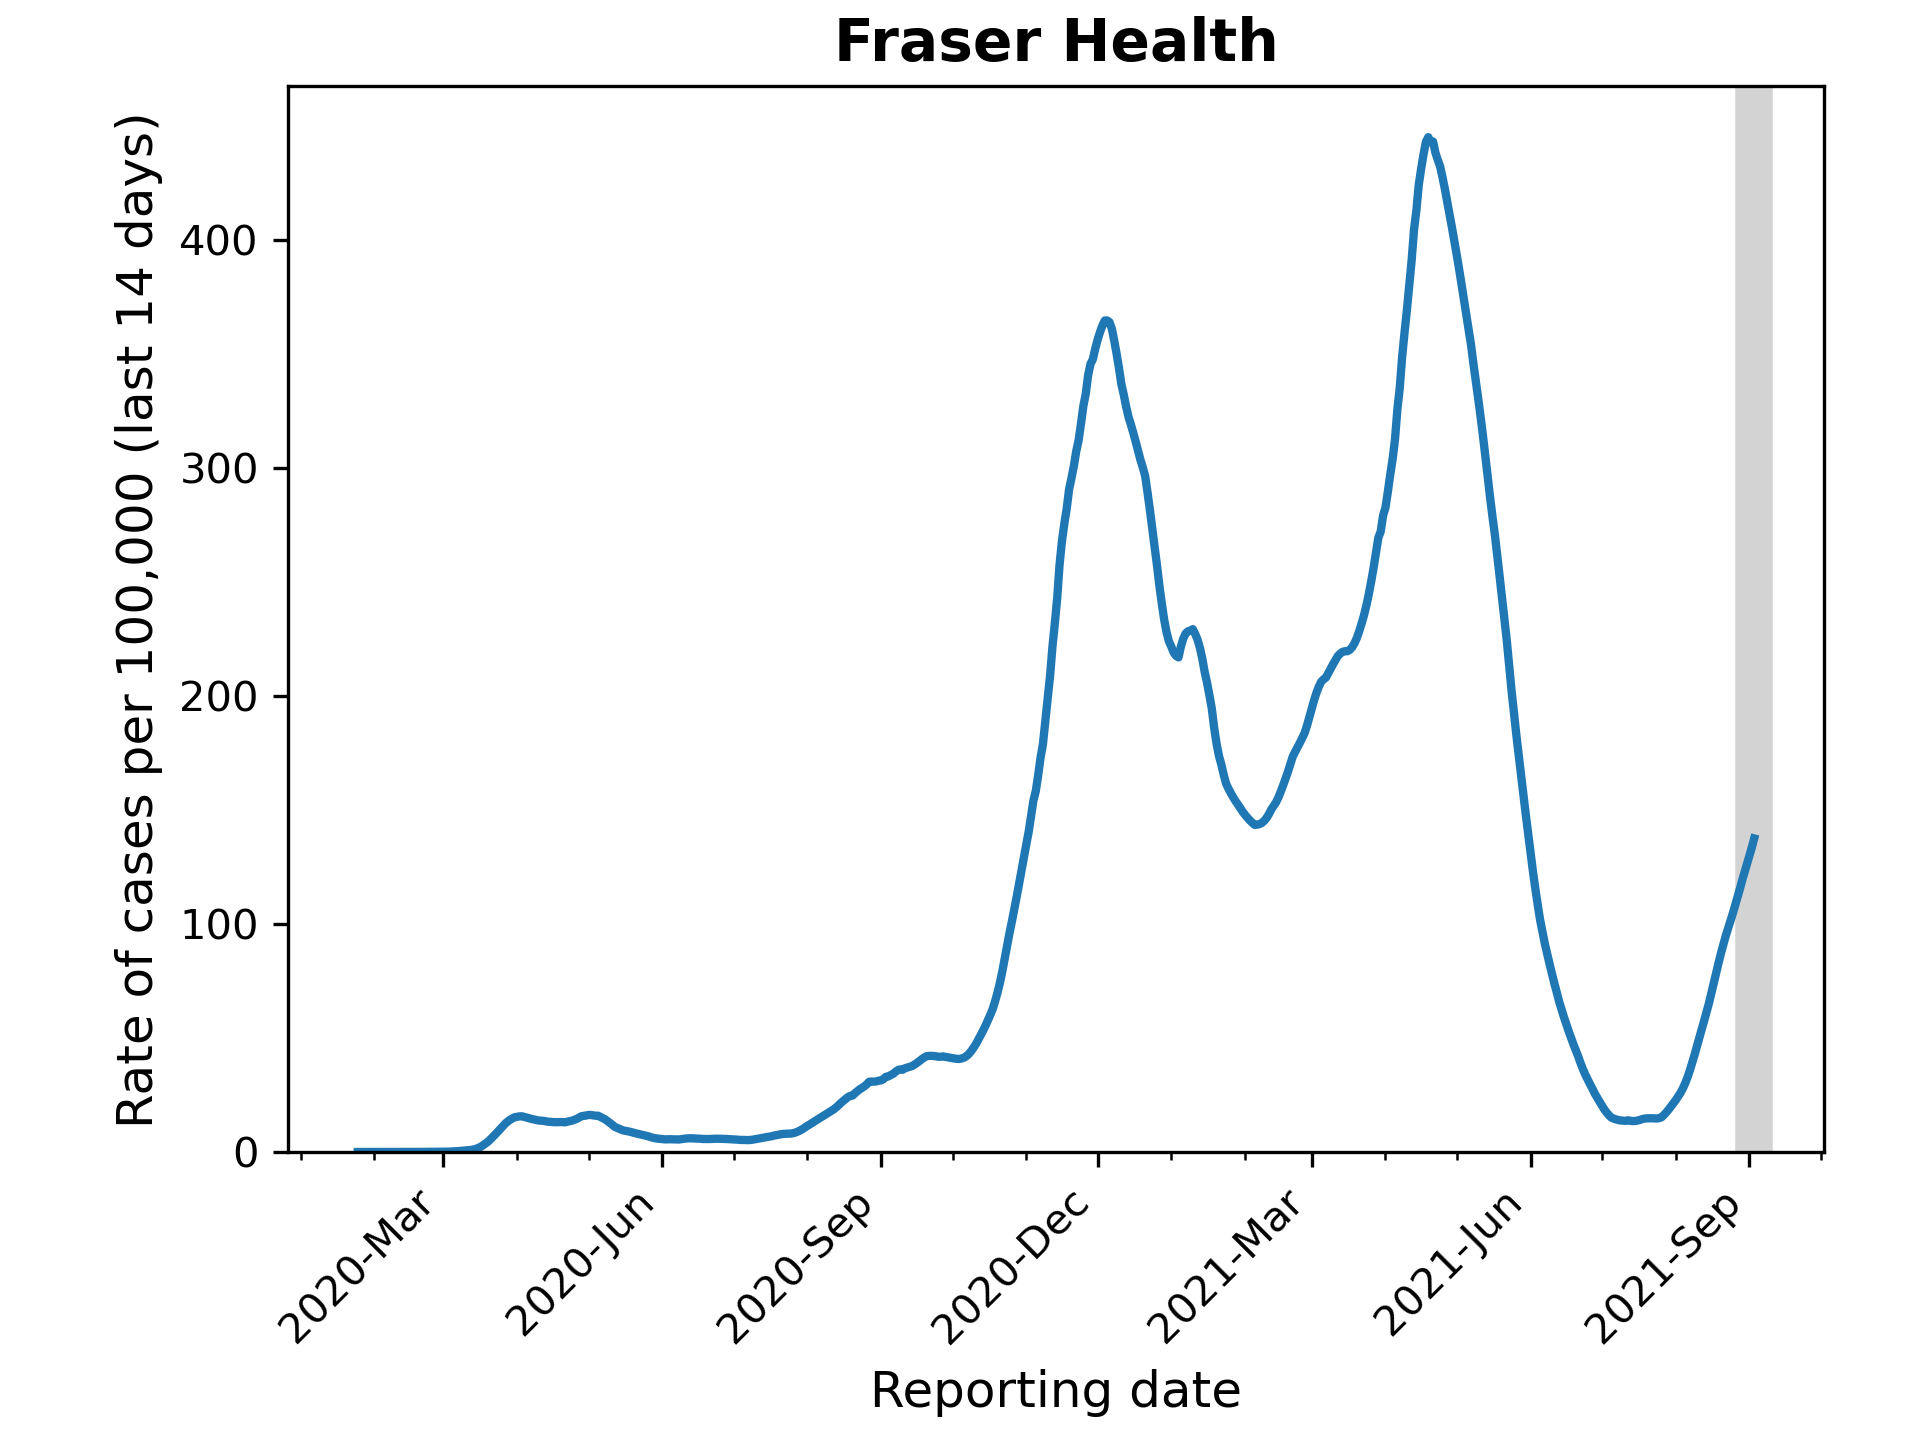 Fraser Health
Rate of cases per 100,000 (last 14 days)
400
300
200
100
0
2020-Mar
2020-Jun
2020-Sep
2020-Dec
2021-Mar
2021-Jun
2021-Sep
Reporting date